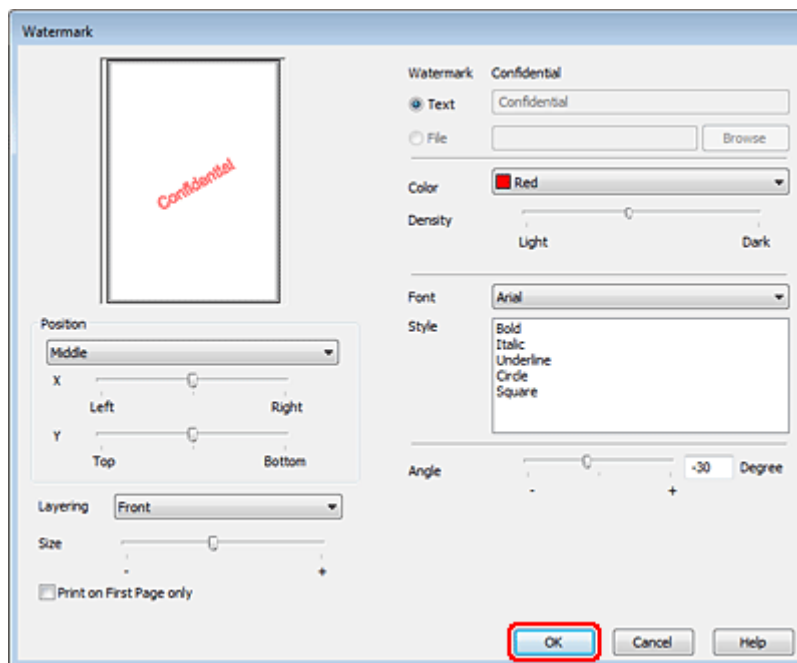 Watermark
Confidential
Position
Middle
X
Left Right
Y
Top Bottom
Layering Front
Size
- +
Print on First Page only
Watermark Confidential
Text Confidential
File Browse
Color Red
Density
Light Dark
Font Arial
Style
Bold
Italic
Underline
Circle
Square
Angle -30 Degree
- +
OK Cancel Help